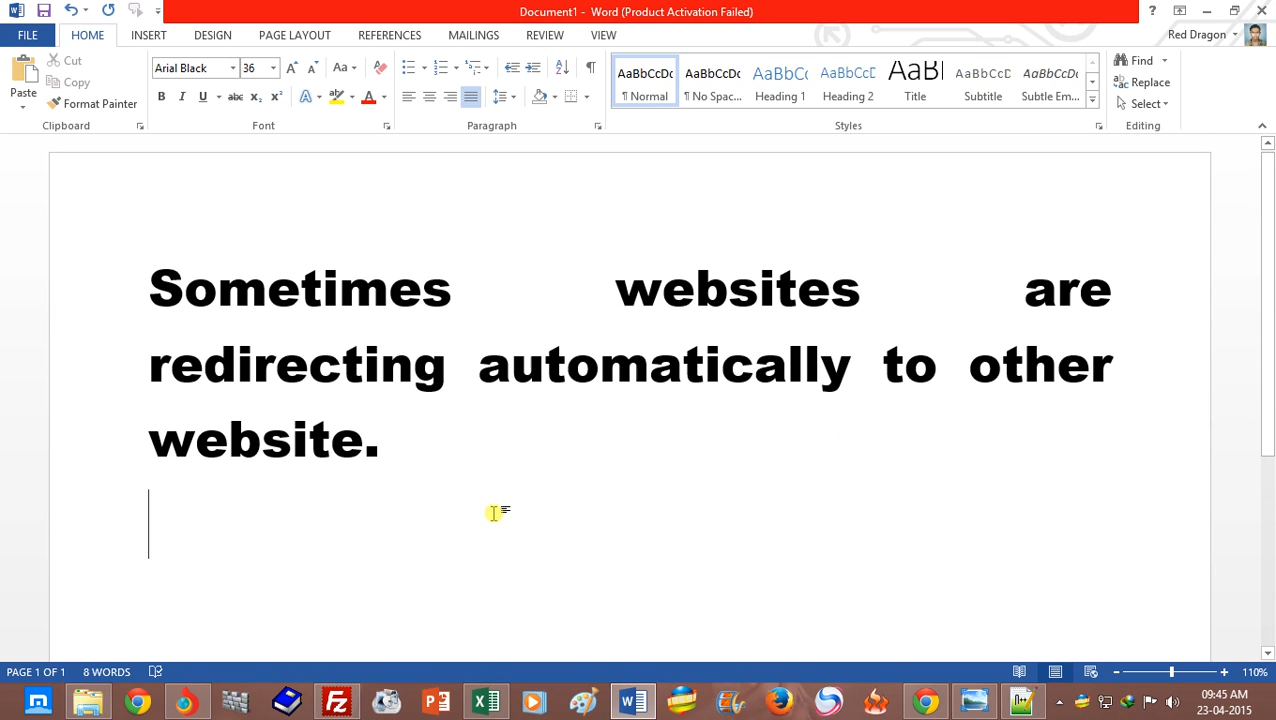 Document1 - Word (Product Activation Failed)
FILE HOME INSERT DESIGN PAGE LAYOUT REFERENCES MAILINGS REVIEW VIEW Red Dragon
Paste
Cut
Copy
Format Painter
Clipboard
Arial Black 36
Font
Paragraph
AaBbCcDc AaBbCcDc AaBbCc AaBbCcD AaBl AaBbCcD AaBbCcDc
¶ Normal ¶ No Spac... Heading 1 Heading 2 Title Subtitle Subtle Em...
Styles
Find
Replace
Select
Editing
Sometimes websites are
redirecting automatically to other
website.
PAGE 1 OF 1 8 WORDS 110%
09:45 AM
23-04-2015